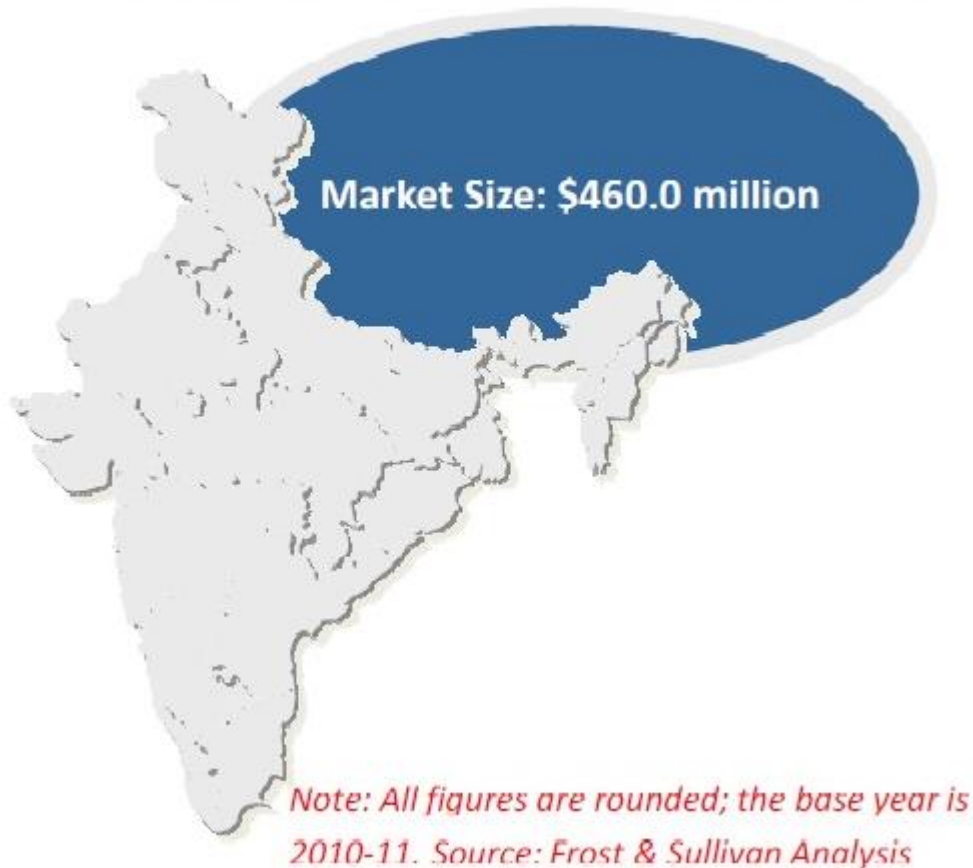 Market Size: $460.0 million
Note: All figures are rounded; the base year is
2010-11. Source: Frost & Sullivan Analysis